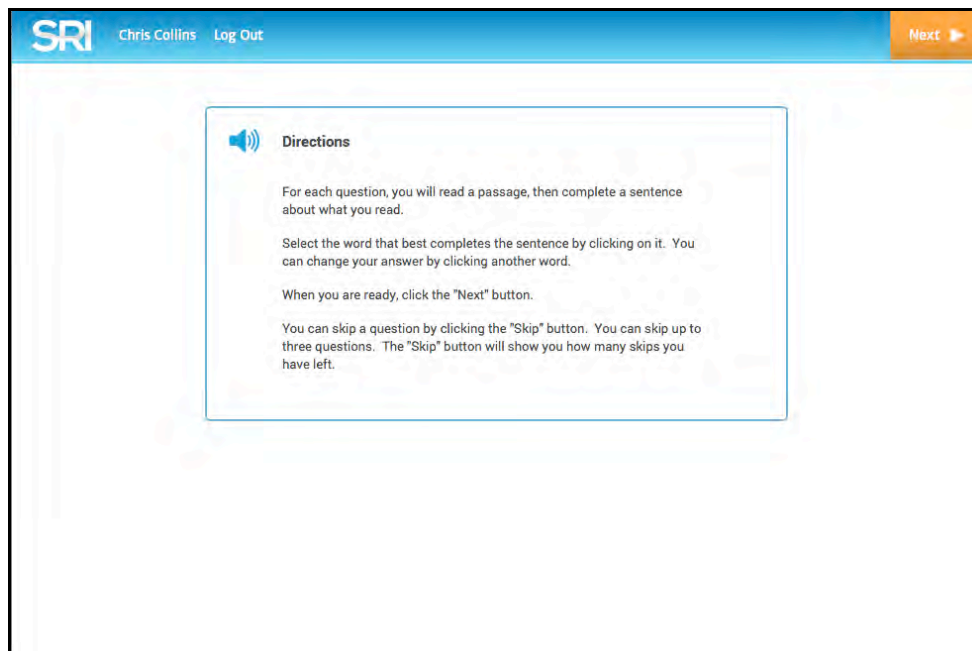 SRI Chris Collins Log Out Next
Directions
For each question, you will read a passage, then complete a sentence
about what you read.
Select the word that best completes the sentence by clicking on it. You
can change your answer by clicking another word.
When you are ready, click the "Next" button.
You can skip a question by clicking the "Skip" button. You can skip up to
three questions. The "Skip" button will show you how many skips you
have left.